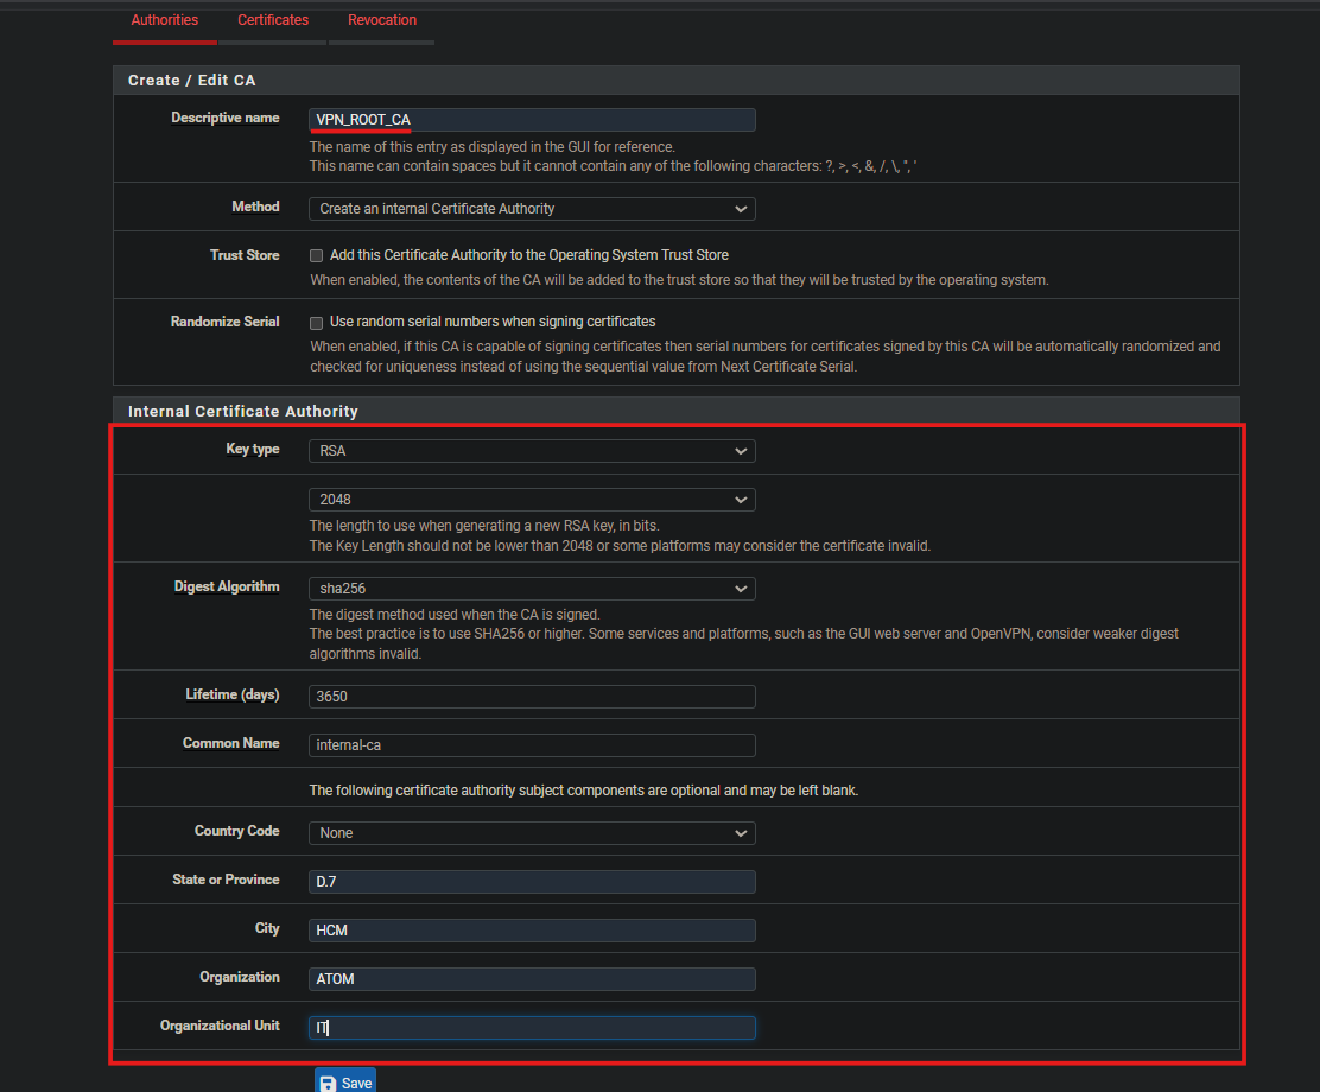 Authorities Certificates Revocation
Create / Edit CA
Descriptive name VPN_ROOT_CA
The name of this entry as displayed in the GUI for reference.
This name can contain spaces but it cannot contain any of the following characters: ?, >, <, &, /, \, ", '
Method Create an internal Certificate Authority
Trust Store Add this Certificate Authority to the Operating System Trust Store
When enabled, the contents of the CA will be added to the trust store so that they will be trusted by the operating system.
Randomize Serial Use random serial numbers when signing certificates
When enabled, if this CA is capable of signing certificates then serial numbers for certificates signed by this CA will be automatically randomized and
checked for uniqueness instead of using the sequential value from Next Certificate Serial.
Internal Certificate Authority
Key type RSA
2048
The length to use when generating a new RSA key, in bits.
The Key Length should not be lower than 2048 or some platforms may consider the certificate invalid.
Digest Algorithm sha256
The digest method used when the CA is signed.
The best practice is to use SHA256 or higher. Some services and platforms, such as the GUI web server and OpenVPN, consider weaker digest
algorithms invalid.
Lifetime (days) 3650
Common Name internal-ca
The following certificate authority subject components are optional and may be left blank.
Country Code None
State or Province D.7
City HCM
Organization ATOM
Organizational Unit IT
Save